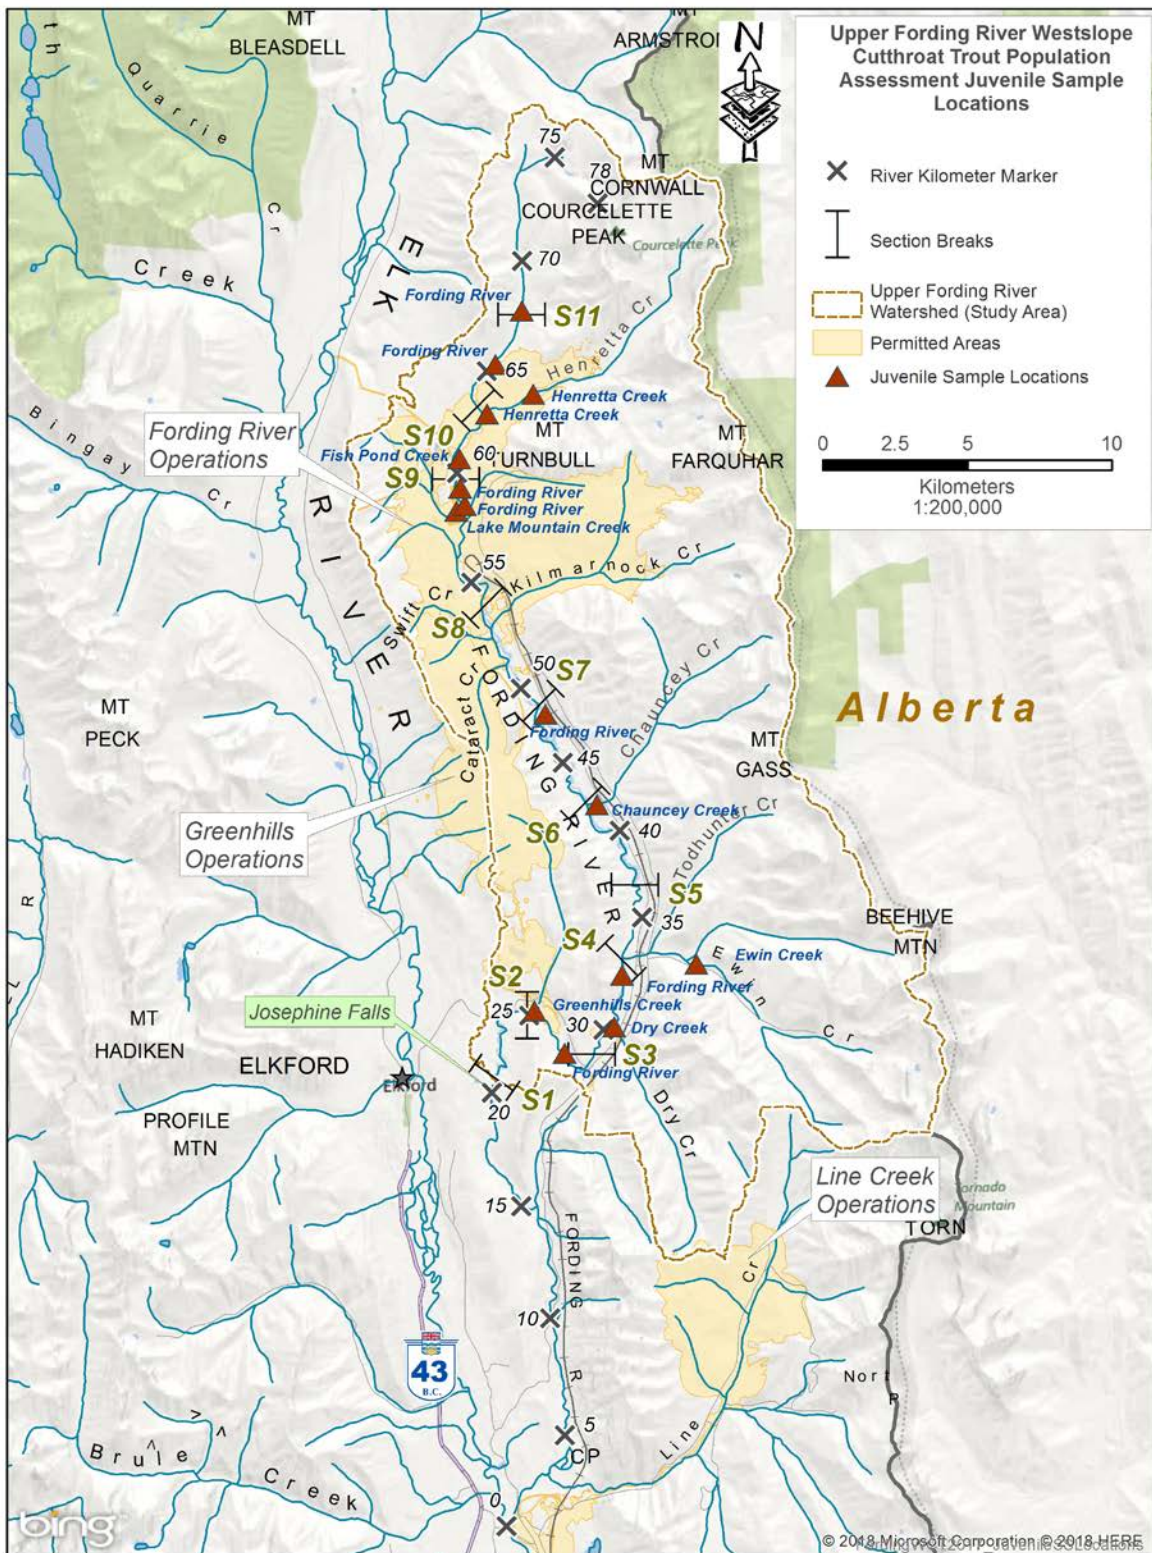 MT
BLEASDELL
MT
ARMSTRO
N
Upper Fording River Westslope
Cutthroat Trout Population
Assessment Juvenile Sample
Locations
River Kilometer Marker
Section Breaks
Upper Fording River
Watershed (Study Area)
Permitted Areas
Juvenile Sample Locations
0 2.5 5 10
Kilometers
1:200,000
th
Quarrie
Cr
Creek
ELK
RIVER
75
78
MT
CORNWALL
COURCELETTE
PEAK
Courcelette Peak
70
Fording River
S11
Fording River
65
Henretta Cr
Henretta Creek
Henretta Creek
S10
MT
TURNBULL
MT
FARQUHAR
Bingay
Cr
Fording River
Operations
Fish Pond Creek
60
S9
Fording River
Fording River
Lake Mountain Creek
55
Kilmarnock Cr
Swift Cr
S8
FORDING RIVER
50
S7
Cataract Cr
Fording River
Chauncey Cr
45
MT
PECK
Alberta
MT
GASS
Chauncey Creek
40
Todhunter Cr
S6
Greenhills
Operations
R
S5
35
BEEHIVE
MTN
S4
Ewin Creek
Ewin
Cr
Fording River
S2
25
Greenhills Creek
Josephine Falls
30
Dry Creek
S3
Fording River
MT
HADIKEN
ELKFORD
Elkford
S1
20
Dry Cr
PROFILE
MTN
Line Creek
Operations
Tornado
Mountain
TORN
15
FORDING
R
10
Cr
43
B.C.
Nort
R
5
CP
Line
Brule
Creek
0
bing
© 2018 Microsoft Corporation © 2018 HERE